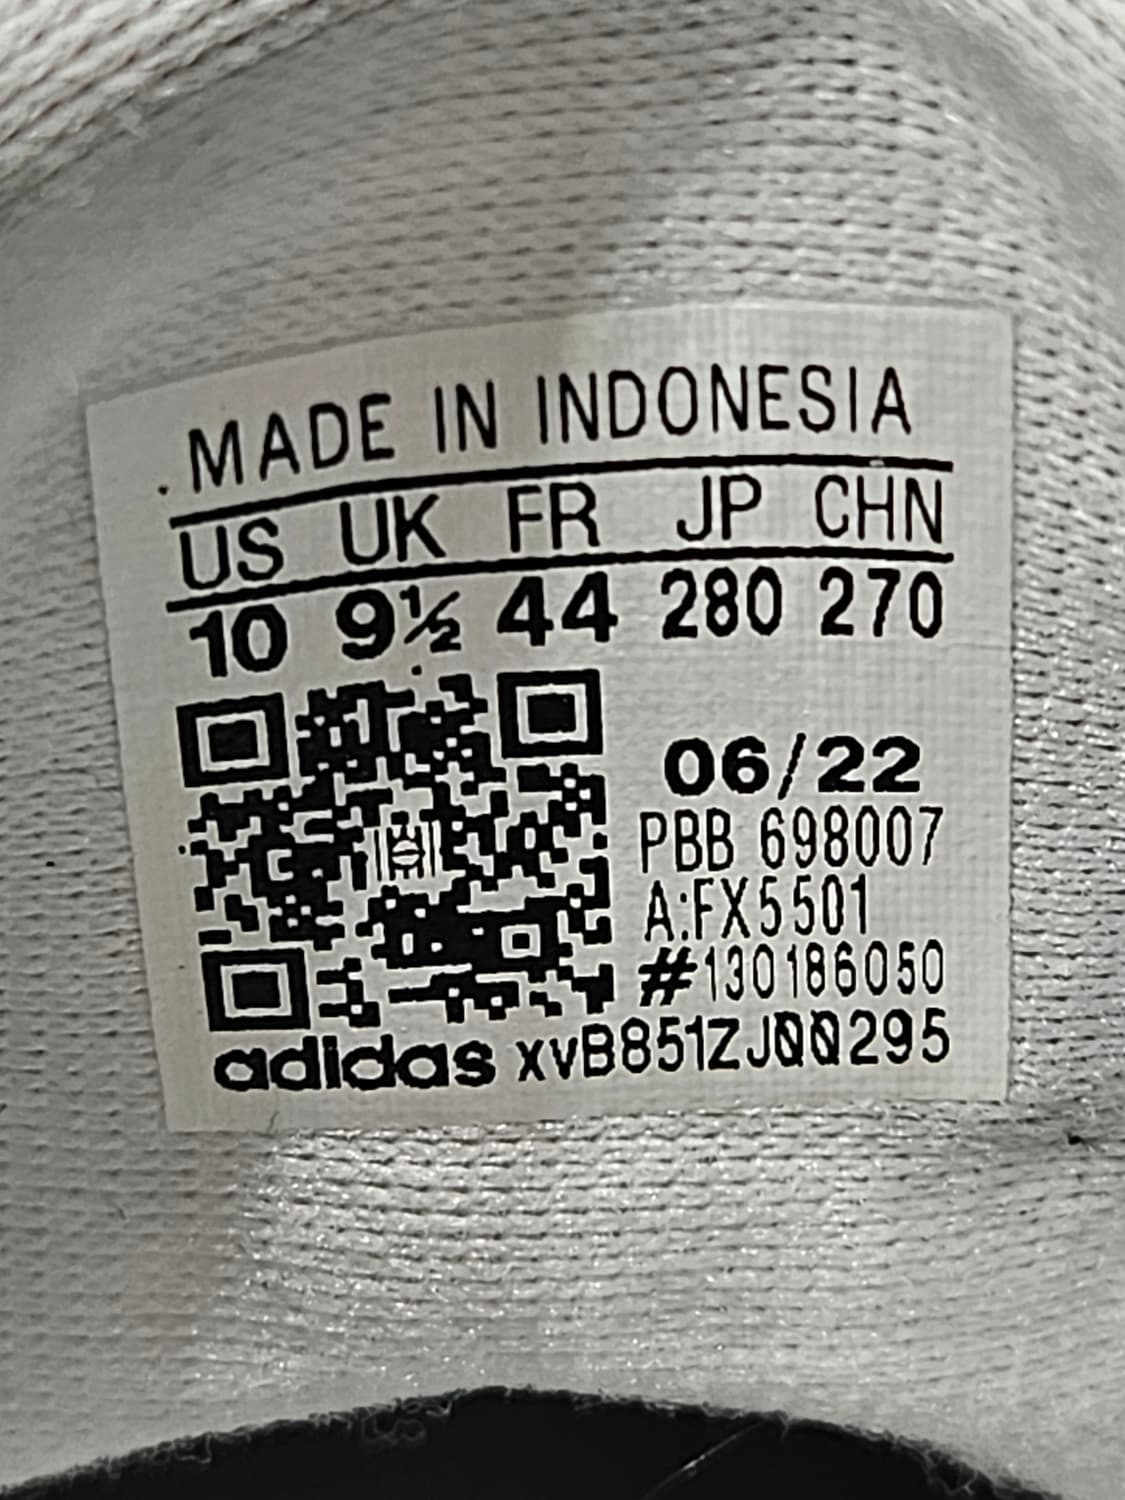 MADE IN INDONESIA
US UK FR JP CHN
10 9½ 44 280 270
06/22
PBB 698007
A:FX5501
#130186050
adidas xvB851ZJ00295